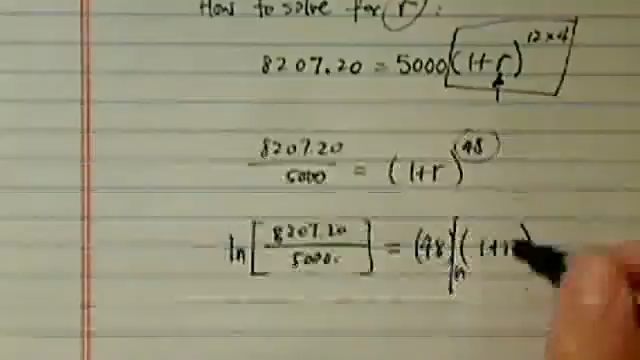 How to solve for r :
8207.20 = 5000 (1+r)^12×4
8207.20/5000 = (1+r)^48
ln [8207.20/5000] = (48) ln (1+r)